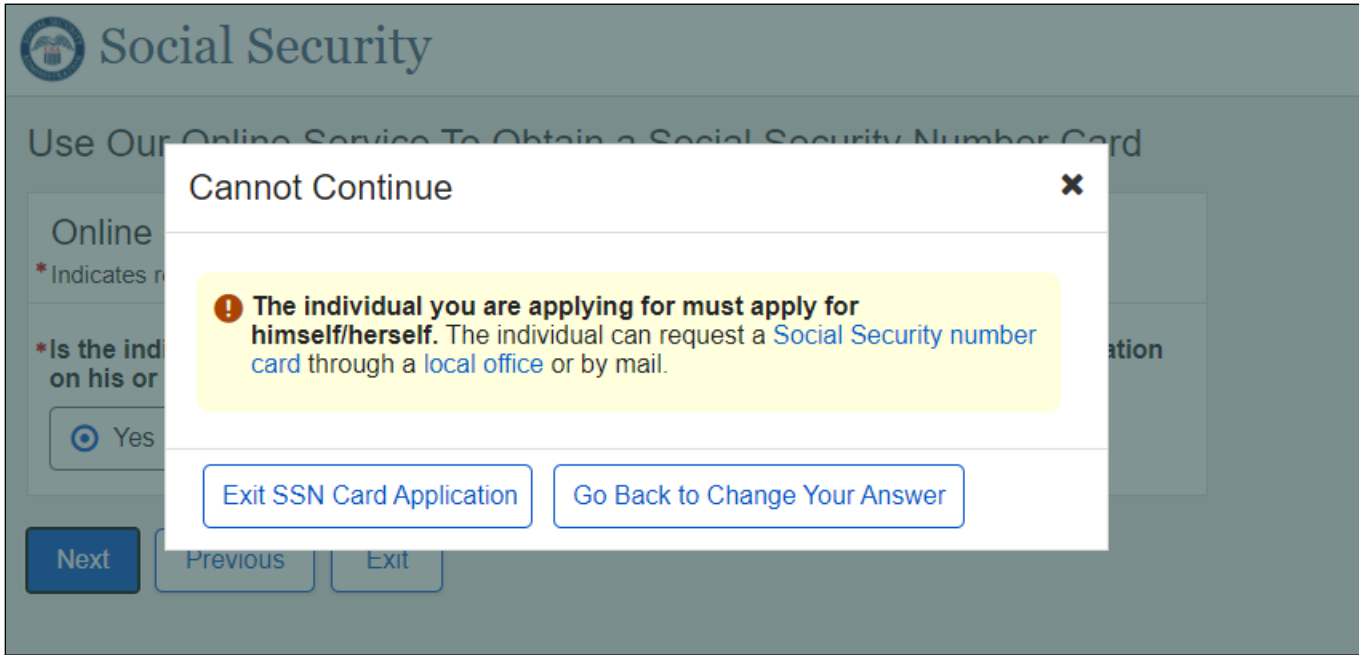 Social Security
Use Our Online Service To Obtain a Social Security Number Card
Cannot Continue
Online
*Indicates r
The individual you are applying for must apply for
himself/herself. The individual can request a Social Security number
card through a local office or by mail.
*Is the indi ation
on his or
Yes
Exit SSN Card Application Go Back to Change Your Answer
Next Previous Exit